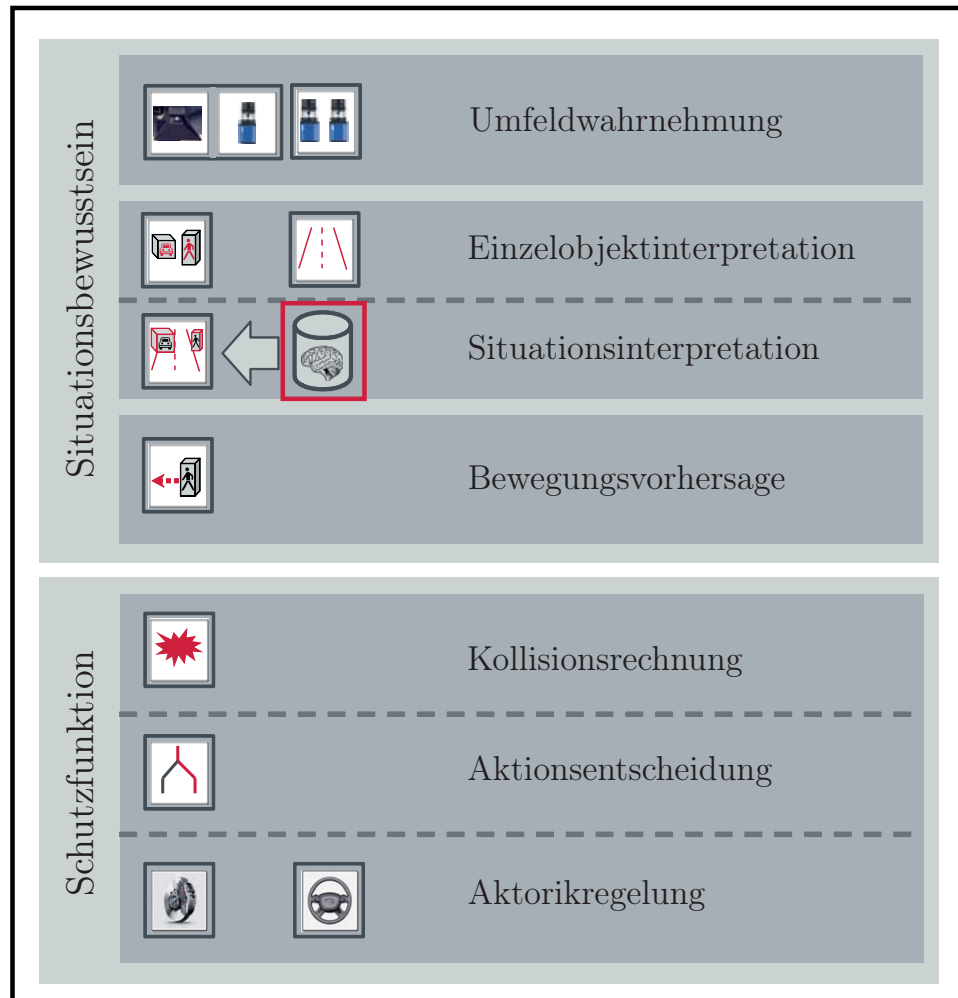 Situationsbewusstsein
Umfeldwahrnehmung
Einzelobjektinterpretation
Situationsinterpretation
Bewegungsvorhersage
Schutzfunktion
Kollisionsrechnung
Aktionsentscheidung
Aktorikregelung